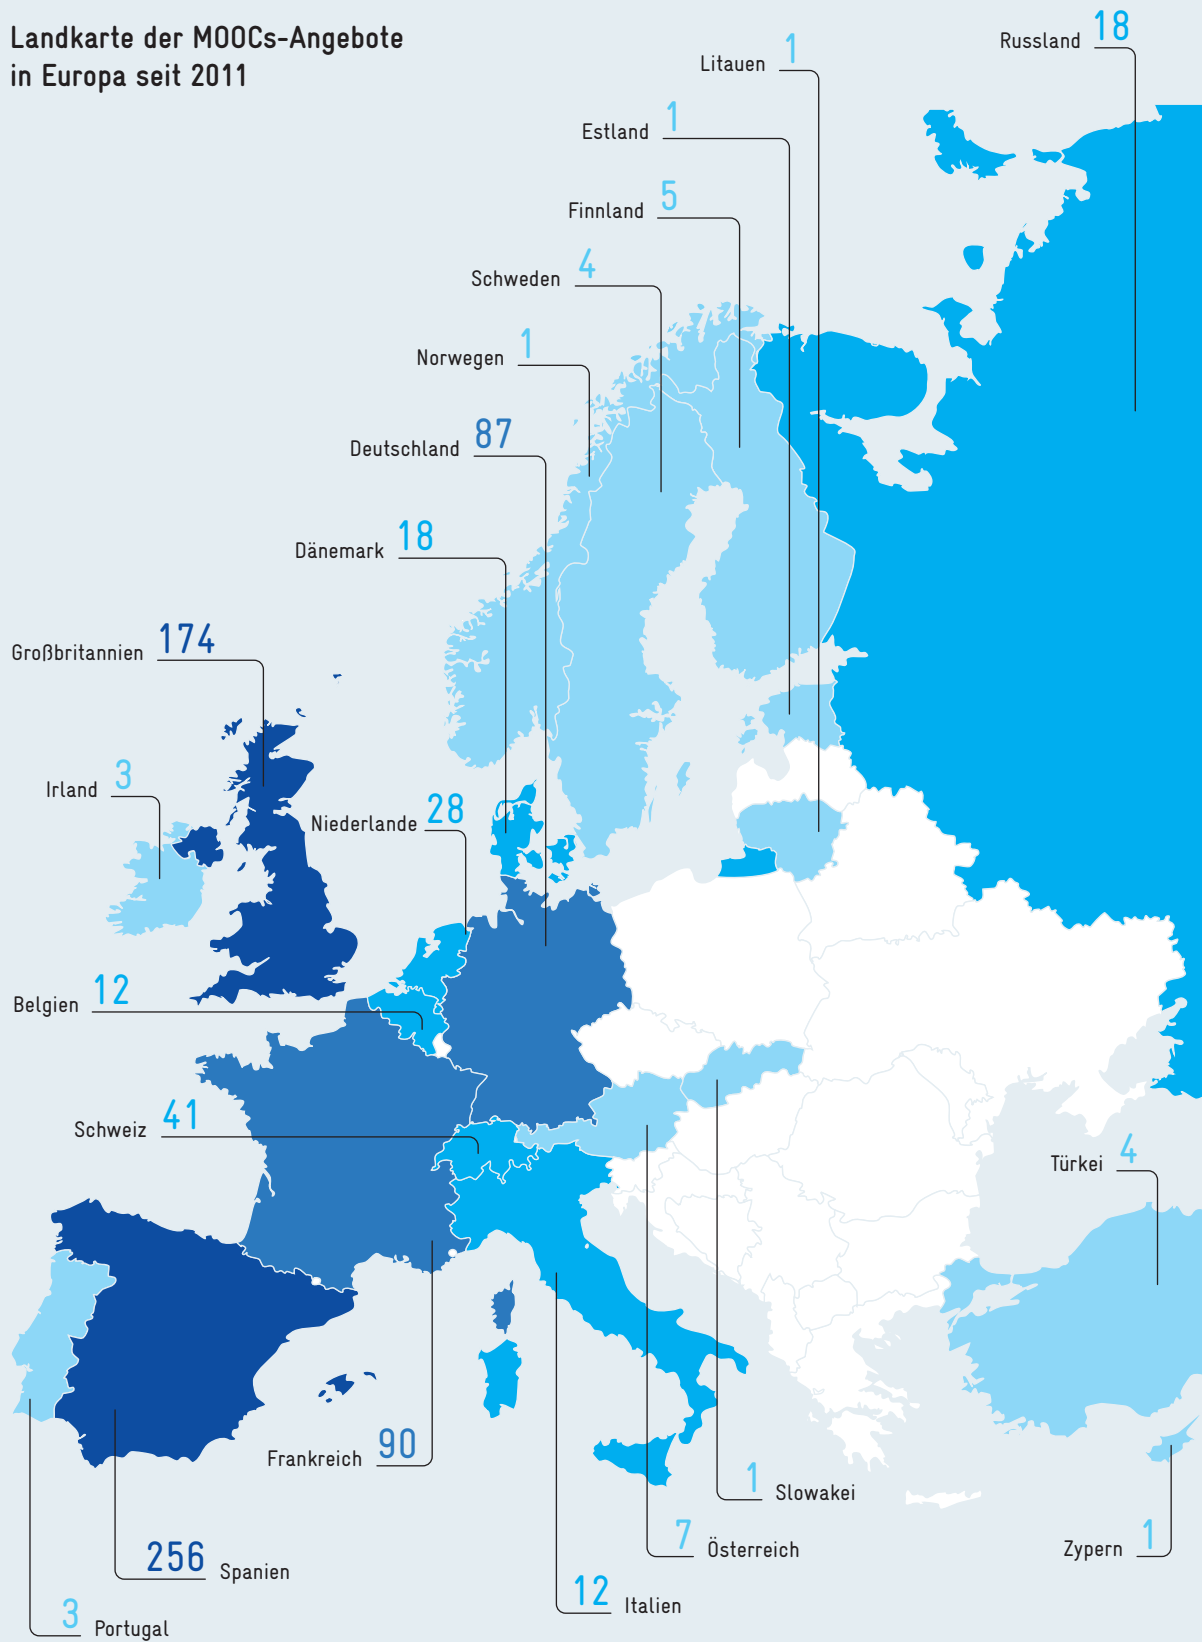 Landkarte der MOOCs-Angebote
in Europa seit 2011
Russland 18
Litauen 1
Estland 1
Finnland 5
Schweden 4
Norwegen 1
Deutschland 87
Dänemark 18
Großbritannien 174
Irland 3
Niederlande 28
Belgien 12
Schweiz 41
Türkei 4
Frankreich 90
1 Slowakei
7 Österreich
Zypern 1
256 Spanien
12 Italien
3 Portugal